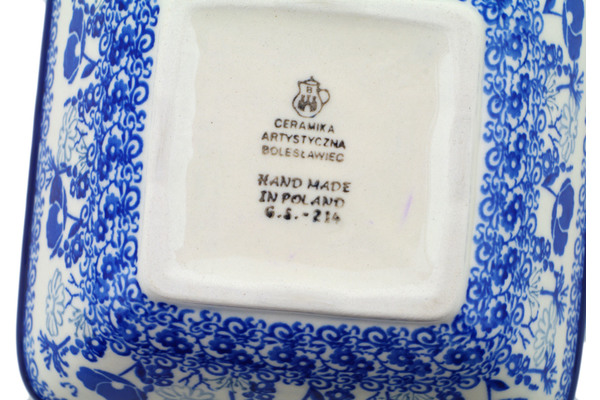 CERAMIKA
ARTYSTYCZNA
BOLESŁAWIEC
HAND MADE
IN POLAND
G.S.-214